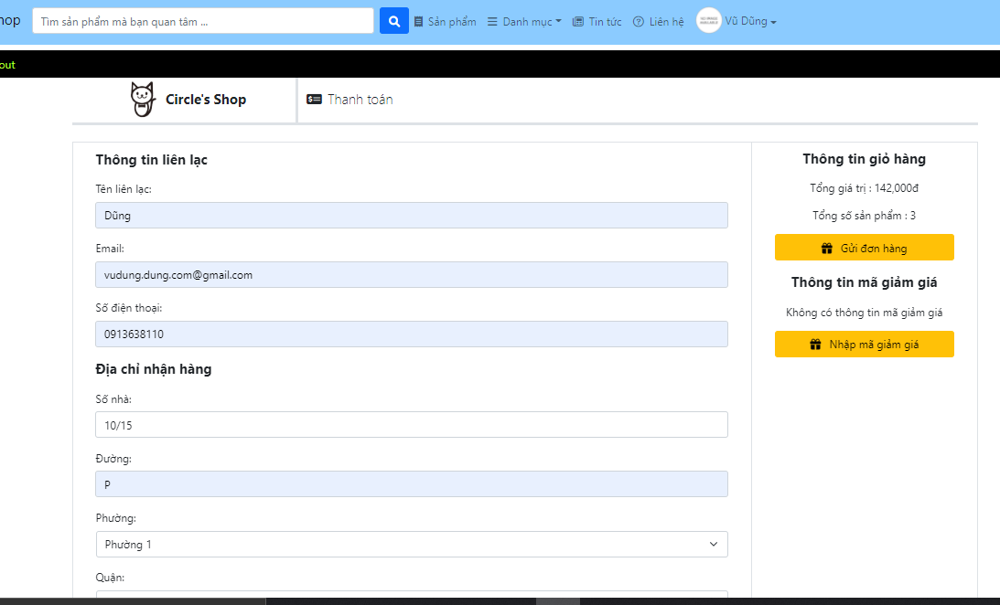 hop Tìm sản phẩm mà bạn quan tâm ... Sản phẩm Danh mục Tin tức Liên hệ Vũ Dũng
out
Circle's Shop Thanh toán
Thông tin liên lạc
Tên liên lạc:
Dũng
Email:
vudung.dung.com@gmail.com
Số điện thoại:
0913638110
Địa chỉ nhận hàng
Số nhà:
10/15
Đường:
P
Phường:
Phường 1
Quận:
Thông tin giỏ hàng
Tổng giá trị : 142,000đ
Tổng số sản phẩm : 3
Gửi đơn hàng
Thông tin mã giảm giá
Không có thông tin mã giảm giá
Nhập mã giảm giá